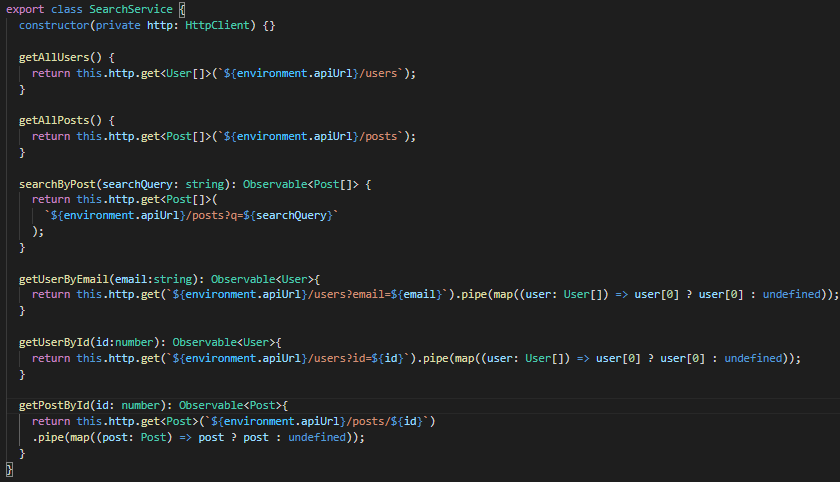 export class SearchService {
constructor(private http: HttpClient) {}
getAllUsers() {
return this.http.get<User[]>(`${environment.apiUrl}/users`);
}
getAllPosts() {
return this.http.get<Post[]>(`${environment.apiUrl}/posts`);
}
searchByPost(searchQuery: string): Observable<Post[]> {
return this.http.get<Post[]>(
`${environment.apiUrl}/posts?q=${searchQuery}`
);
}
getUserByEmail(email:string): Observable<User>{
return this.http.get(`${environment.apiUrl}/users?email=${email}`).pipe(map((user: User[]) => user[0] ? user[0] : undefined));
}
getUserById(id:number): Observable<User>{
return this.http.get(`${environment.apiUrl}/users?id=${id}`).pipe(map((user: User[]) => user[0] ? user[0] : undefined));
}
getPostById(id: number): Observable<Post>{
return this.http.get<Post>(`${environment.apiUrl}/posts/${id}`)
.pipe(map((post: Post) => post ? post : undefined));
}
}